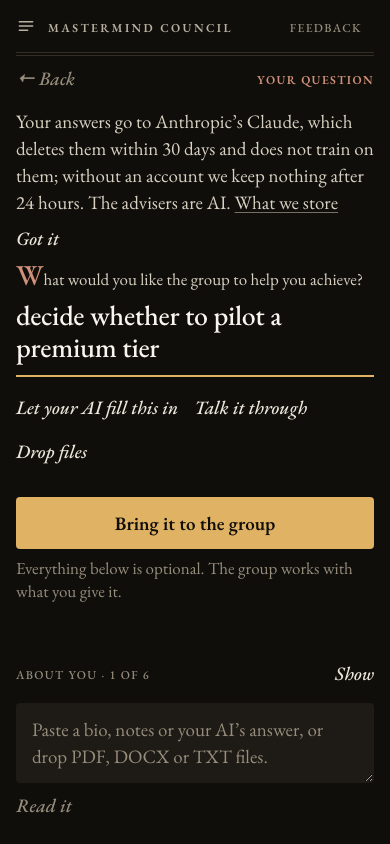 MASTERMIND COUNCIL
FEEDBACK
← Back
YOUR QUESTION
Your answers go to Anthropic’s Claude, which
deletes them within 30 days and does not train on
them; without an account we keep nothing after
24 hours. The advisers are AI. What we store
Got it
What would you like the group to help you achieve?
decide whether to pilot a
premium tier
Let your AI fill this in
Talk it through
Drop files
Bring it to the group
Everything below is optional. The group works with
what you give it.
ABOUT YOU · 1 OF 6
Show
Paste a bio, notes or your AI’s answer, or
drop PDF, DOCX or TXT files.
Read it